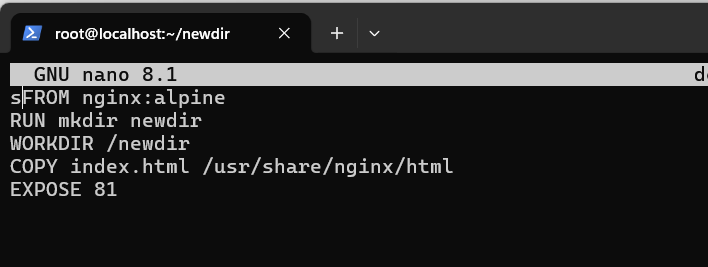 root@localhost:~/newdir
GNU nano 8.1
sFROM nginx:alpine
RUN mkdir newdir
WORKDIR /newdir
COPY index.html /usr/share/nginx/html
EXPOSE 81